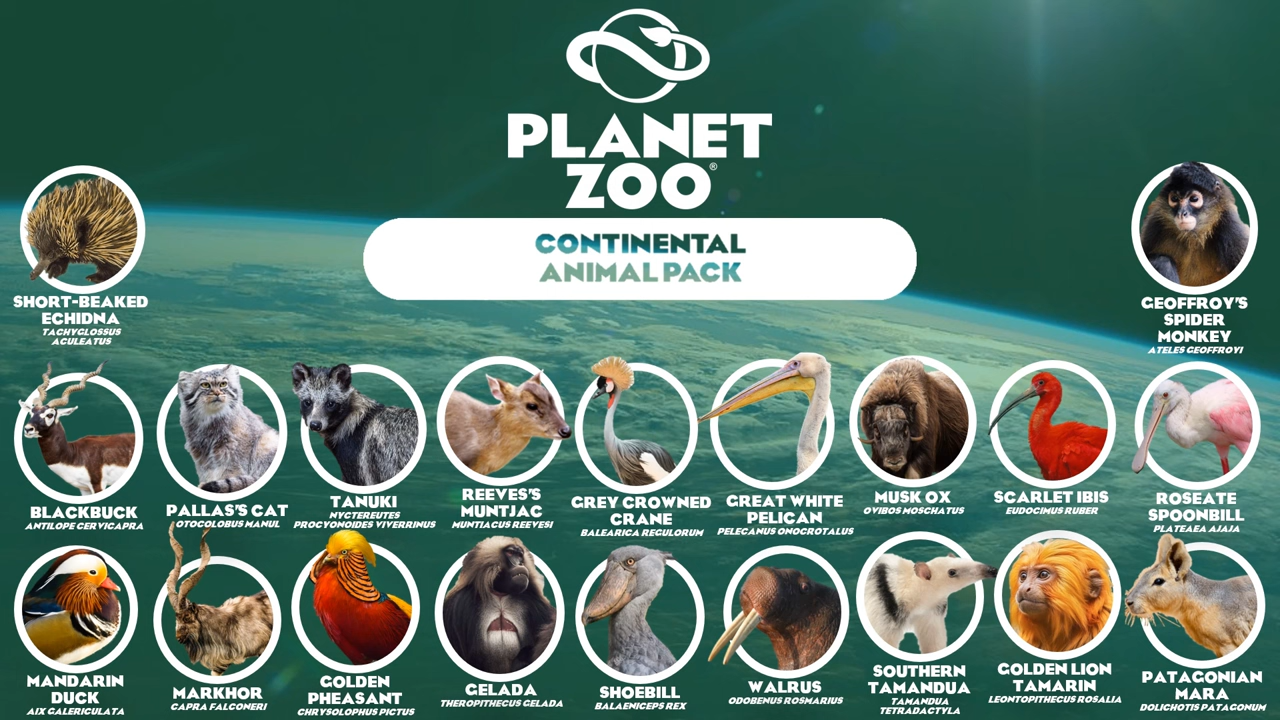 PLANET
ZOO®
CONTINENTAL
ANIMAL PACK
SHORT-BEAKED
ECHIDNA
TACHYGLOSSUS
ACULEATUS
GEOFFROY'S
SPIDER
MONKEY
ATELES GEOFFROYI
BLACKBUCK
ANTILOPE CERVICAPRA
PALLAS'S CAT
OTOCOLOBUS MANUL
TANUKI
NYCTEREUTES
PROCYONOIDES VIVERRINUS
REEVES'S
MUNTJAC
MUNTIACUS REEVESI
GREY CROWNED
CRANE
BALEARICA REGULORUM
GREAT WHITE
PELICAN
PELECANUS ONOCROTALUS
MUSK OX
OVIBOS MOSCHATUS
SCARLET IBIS
EUDOCIMUS RUBER
ROSEATE
SPOONBILL
PLATEAEA AJAJA
MANDARIN
DUCK
AIX GALERICULATA
MARKHOR
CAPRA FALCONERI
GOLDEN
PHEASANT
CHRYSOLOPHUS PICTUS
GELADA
THEROPITHECUS GELADA
SHOEBILL
BALAENICEPS REX
WALRUS
ODOBENUS ROSMARIUS
SOUTHERN
TAMANDUA
TAMANDUA
TETRADACTYLA
GOLDEN LION
TAMARIN
LEONTOPITHECUS ROSALIA
PATAGONIAN
MARA
DOLICHOTIS PATAGONUM